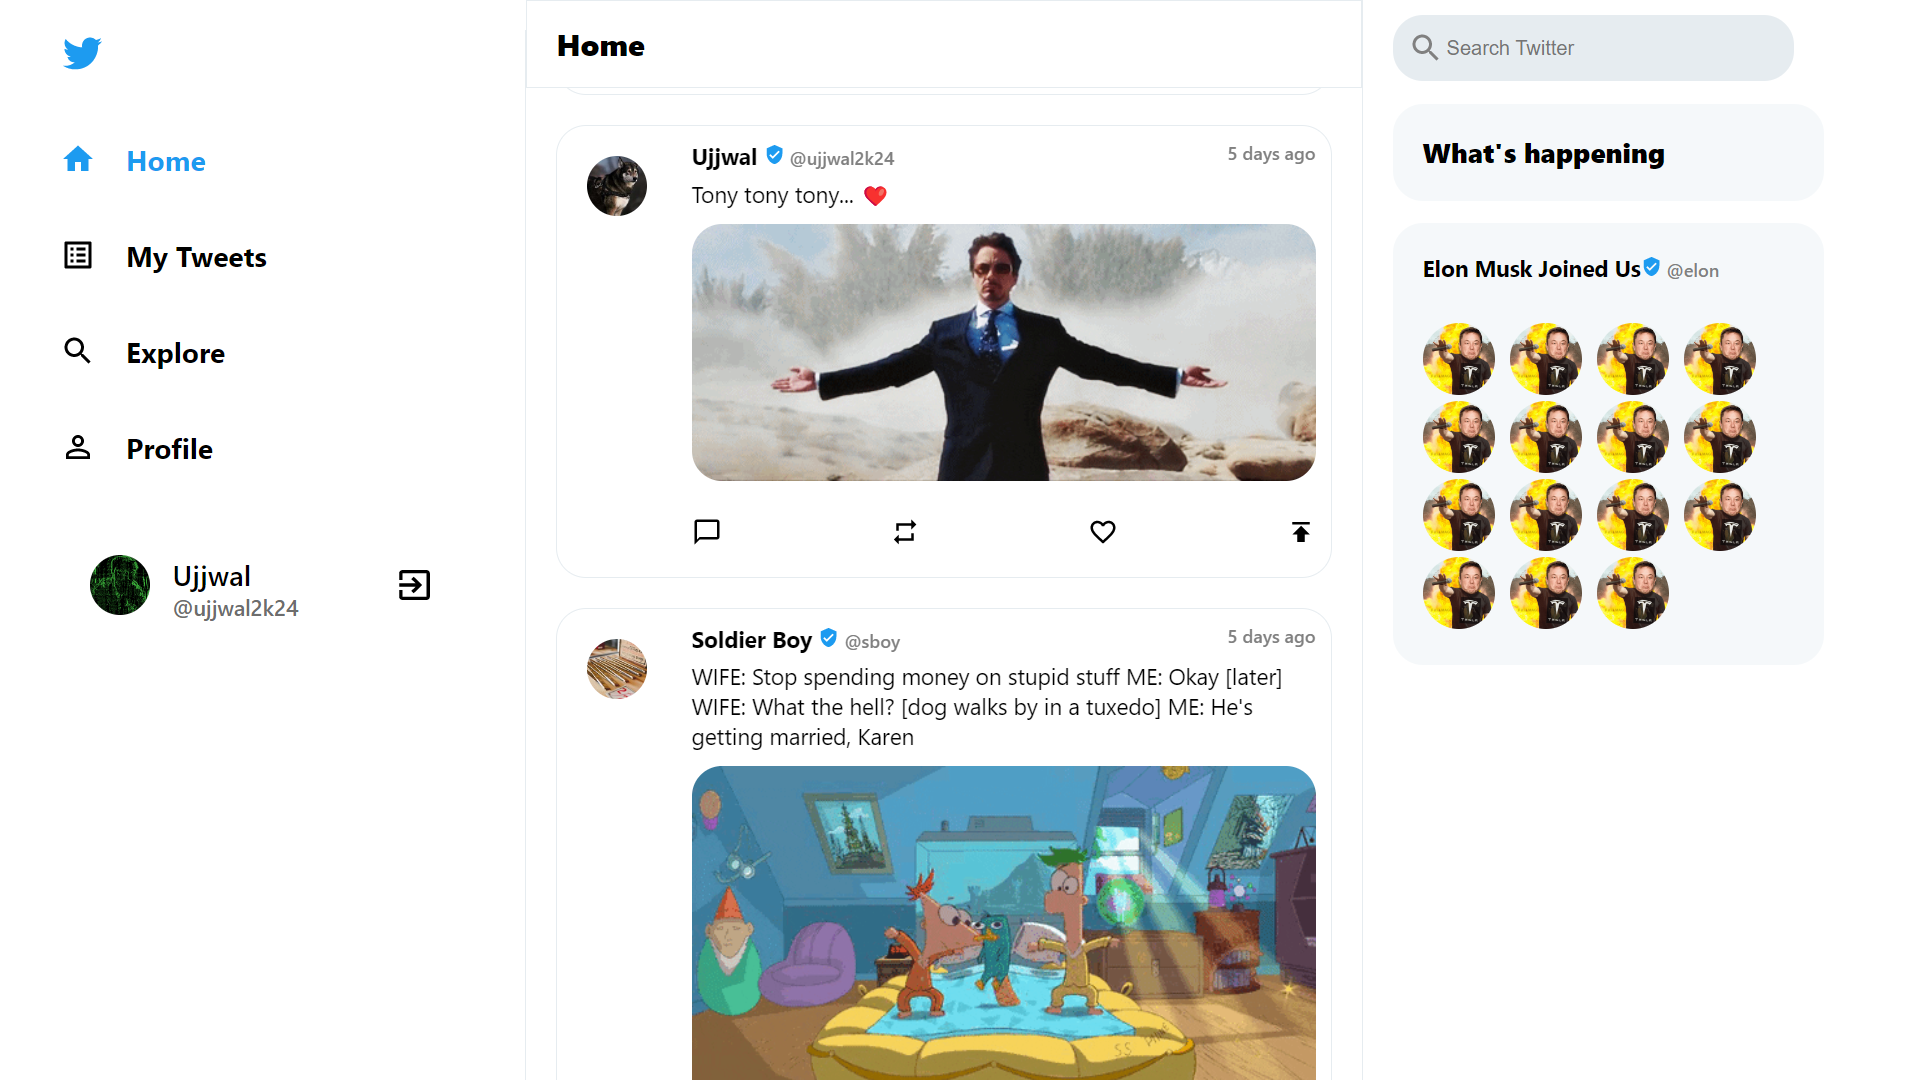 Home
My Tweets
Explore
Profile
Ujjwal
@ujjwal2k24
Home
Ujjwal @ujjwal2k24 5 days ago
Tony tony tony... ❤️
Soldier Boy @sboy 5 days ago
WIFE: Stop spending money on stupid stuff ME: Okay [later]
WIFE: What the hell? [dog walks by in a tuxedo] ME: He's
getting married, Karen
Search Twitter
What's happening
Elon Musk Joined Us @elon